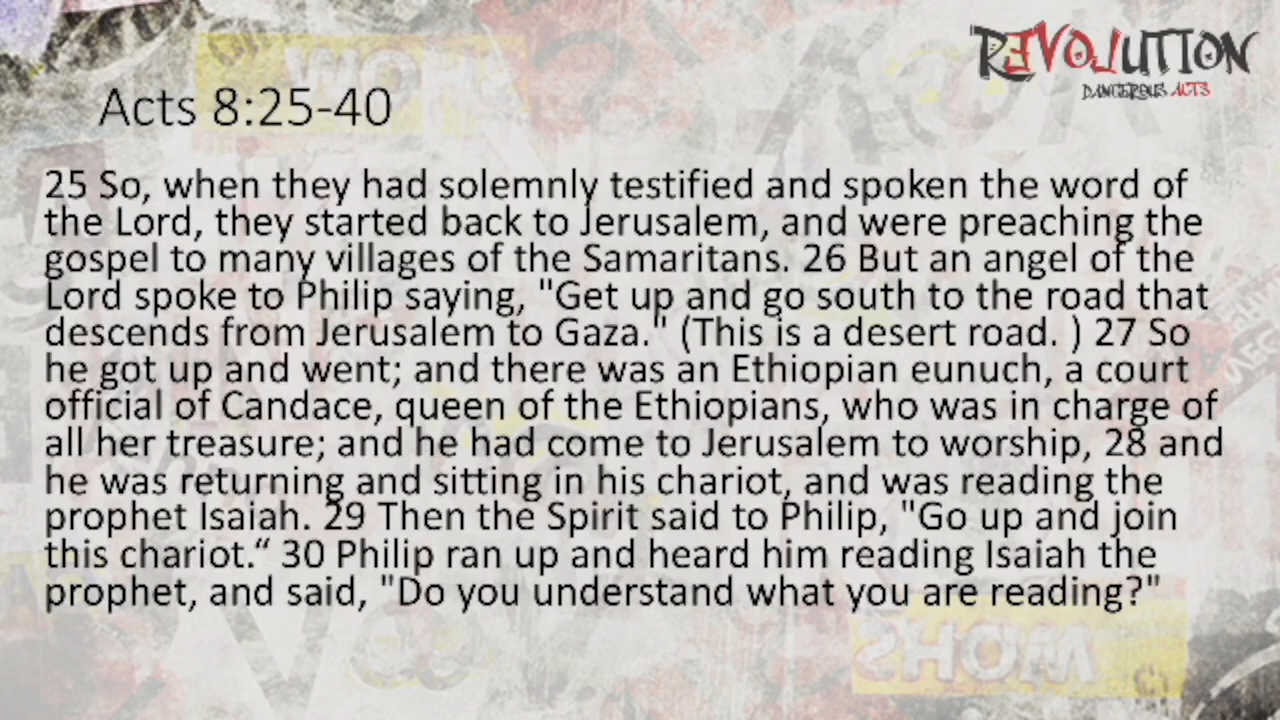 REVOLUTION
DANGEROUS ACTS
Acts 8:25-40
25 So, when they had solemnly testified and spoken the word of
the Lord, they started back to Jerusalem, and were preaching the
gospel to many villages of the Samaritans. 26 But an angel of the
Lord spoke to Philip saying, "Get up and go south to the road that
descends from Jerusalem to Gaza." (This is a desert road. ) 27 So
he got up and went; and there was an Ethiopian eunuch, a court
official of Candace, queen of the Ethiopians, who was in charge of
all her treasure; and he had come to Jerusalem to worship, 28 and
he was returning and sitting in his chariot, and was reading the
prophet Isaiah. 29 Then the Spirit said to Philip, "Go up and join
this chariot.“ 30 Philip ran up and heard him reading Isaiah the
prophet, and said, "Do you understand what you are reading?"
SHOW